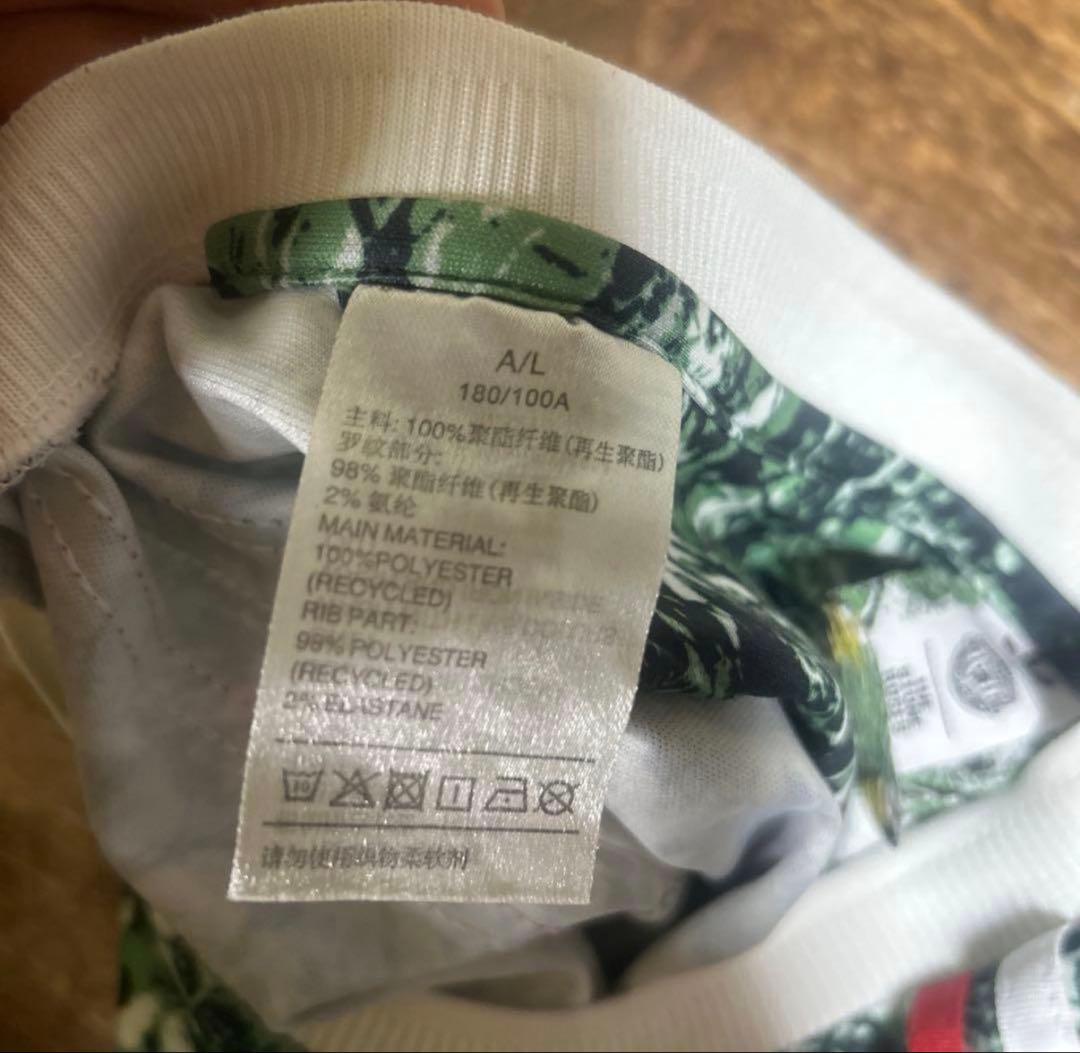 A/L
180/100A
主料: 100%聚酯纤维(再生聚酯)
罗纹部分:
98% 聚酯纤维(再生聚酯)
2% 氨纶
MAIN MATERIAL:
100%POLYESTER
(RECYCLED)
RIB PART:
98% POLYESTER
(RECYCLED)
2% ELASTANE
30
请勿使用织物柔软剂